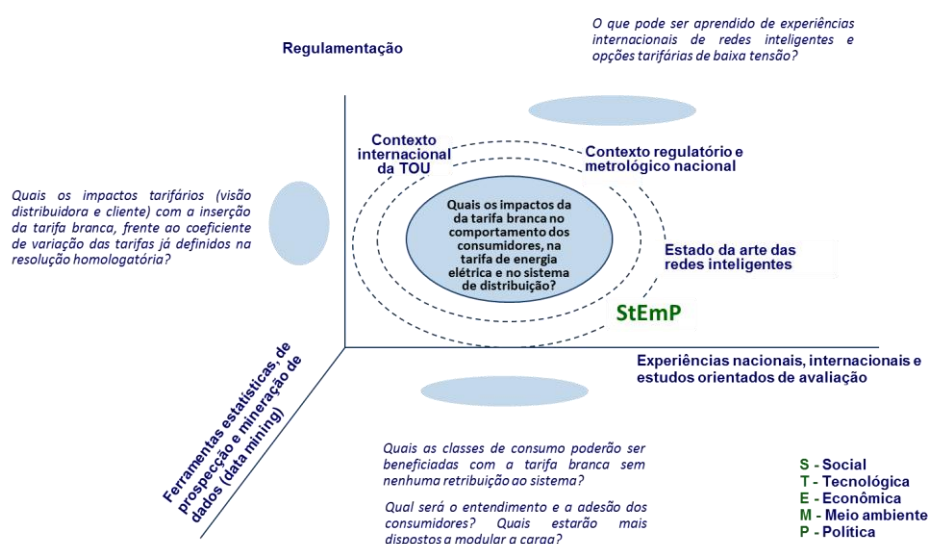 O que pode ser aprendido de experiências
internacionais de redes inteligentes e
opções tarifárias de baixa tensão?
Regulamentação
Contexto
internacional
da TOU
Contexto regulatório e
metrológico nacional
Quais os impactos tarifários (visão
distribuidora e cliente) com a inserção
da tarifa branca, frente ao coeficiente
de variação das tarifas já definidos na
resolução homologatória?
Quais os impactos da
da tarifa branca no
comportamento dos
consumidores, na
tarifa de energia
elétrica e no sistema
de distribuição?
Estado da arte das
redes inteligentes
StEmP
Experiências nacionais, internacionais e
estudos orientados de avaliação
Ferramentas estatísticas, de
prospecção e mineração de
dados (data mining)
Quais as classes de consumo poderão ser
beneficiadas com a tarifa branca sem
nenhuma retribuição ao sistema?
Qual será o entendimento e a adesão dos
consumidores? Quais estarão mais
dispostos a modular a carga?
S - Social
T - Tecnológica
E - Econômica
M - Meio ambiente
P - Política